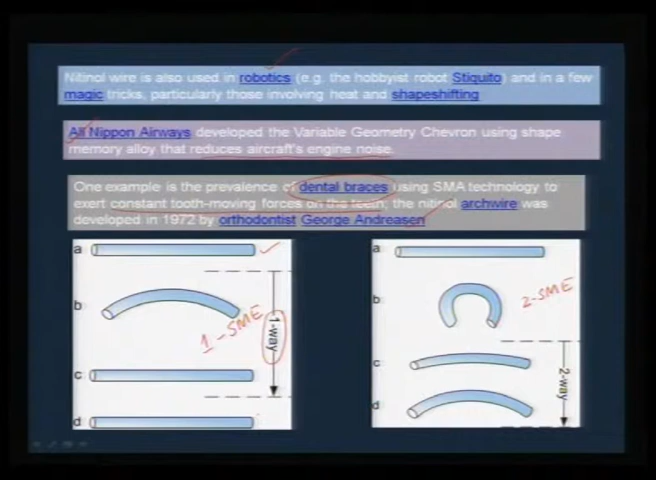 Nitinol wire is also used in robotics (e.g. the hobbyist robot Stiquito) and in a few
magic tricks, particularly those involving heat and shapeshifting
All Nippon Airways developed the Variable Geometry Chevron using shape
memory alloy that reduces aircraft's engine noise.
One example is the prevalence of dental braces using SMA technology to
exert constant tooth-moving forces on the teeth; the nitinol archwire was
developed in 1972 by orthodontist George Andreasen
a
b
1-SME
1-way
c
d
a
b
2-SME
c
2-way
d